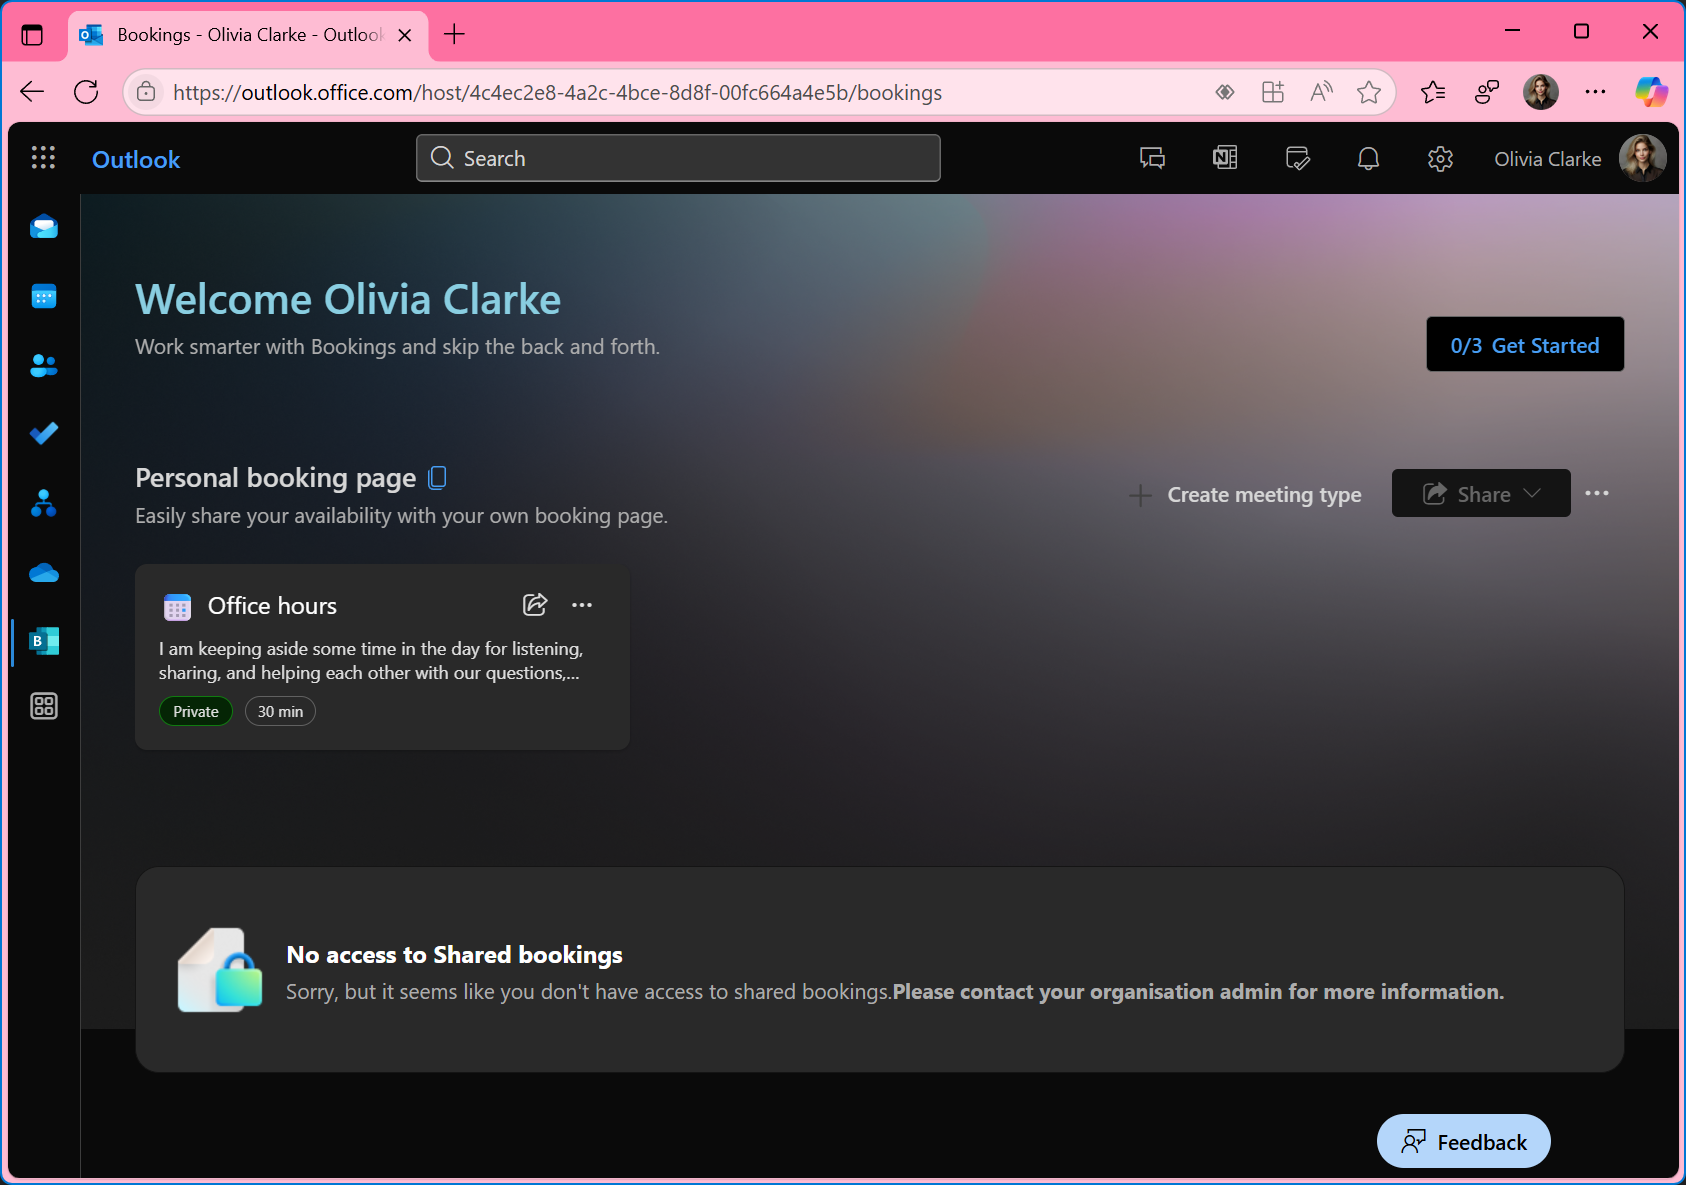 Bookings - Olivia Clarke - Outlook
https://outlook.office.com/host/4c4ec2e8-4a2c-4bce-8d8f-00fc664a4e5b/bookings
Outlook
Search
Olivia Clarke
Welcome Olivia Clarke
Work smarter with Bookings and skip the back and forth.
0/3 Get Started
Personal booking page
Easily share your availability with your own booking page.
Create meeting type
Share
Office hours
I am keeping aside some time in the day for listening,
sharing, and helping each other with our questions,...
Private
30 min
No access to Shared bookings
Sorry, but it seems like you don't have access to shared bookings.Please contact your organisation admin for more information.
Feedback